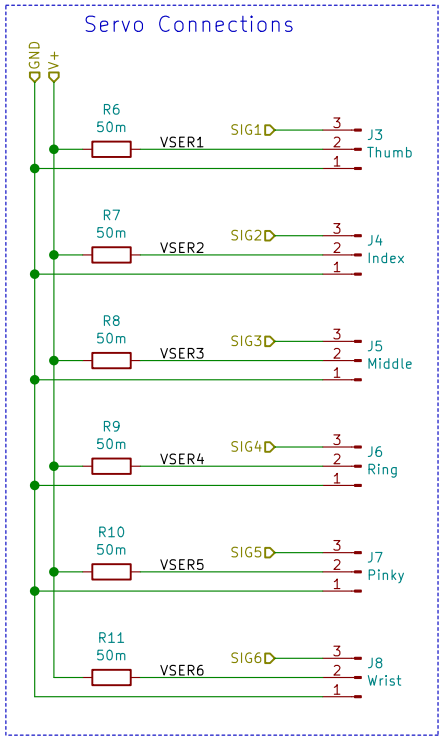 Servo Connections
GND
V+
R6
50m
VSER1
SIG1
3
2
1
J3
Thumb
R7
50m
VSER2
SIG2
3
2
1
J4
Index
R8
50m
VSER3
SIG3
3
2
1
J5
Middle
R9
50m
VSER4
SIG4
3
2
1
J6
Ring
R10
50m
VSER5
SIG5
3
2
1
J7
Pinky
R11
50m
VSER6
SIG6
3
2
1
J8
Wrist